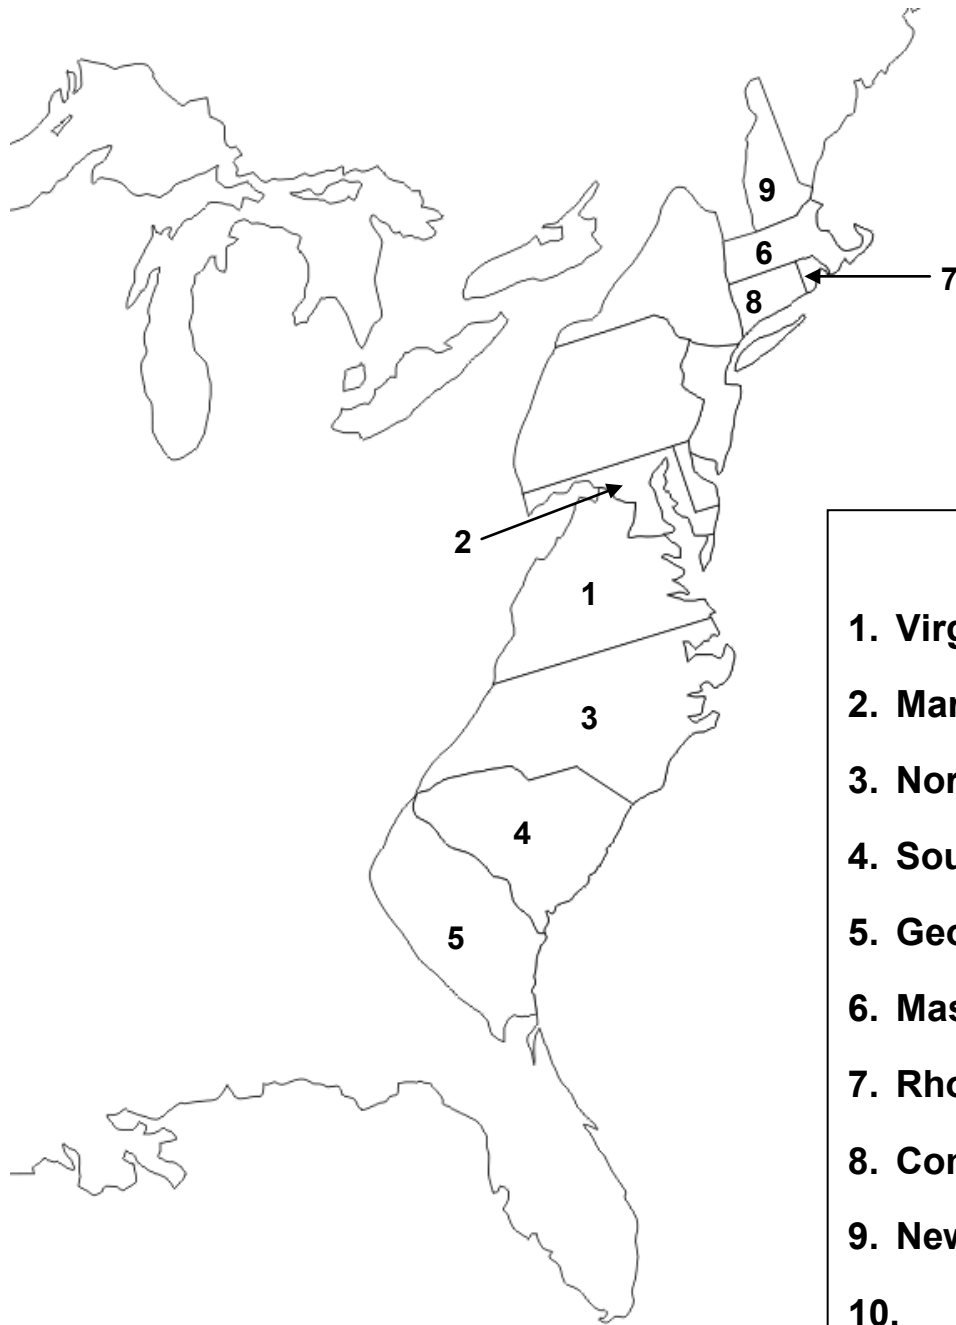 9
6
7
8
2
1
3
4
5
1. Virg
2. Mar
3. Nor
4. Sou
5. Geo
6. Mas
7. Rho
8. Con
9. New
10.